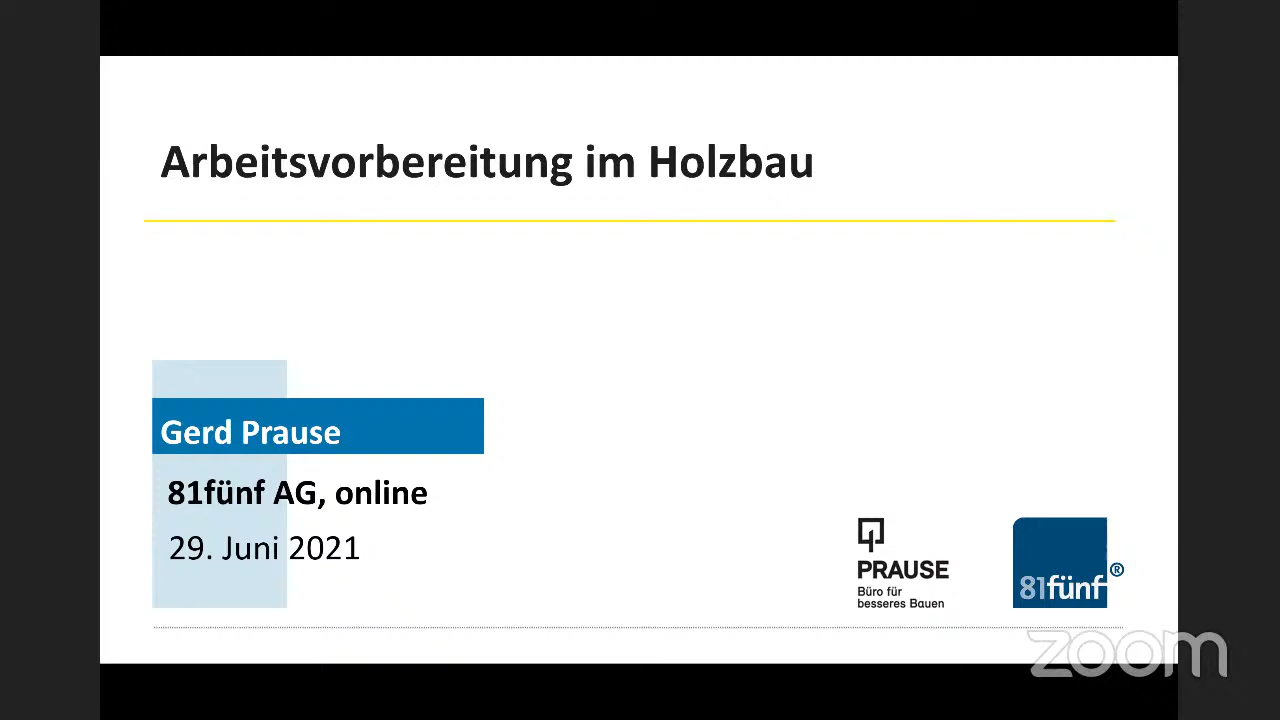 Arbeitsvorbereitung im Holzbau
Gerd Prause
81fünf AG, online
29. Juni 2021
PRAUSE
Büro für
besseres Bauen
81fünf®
zoom